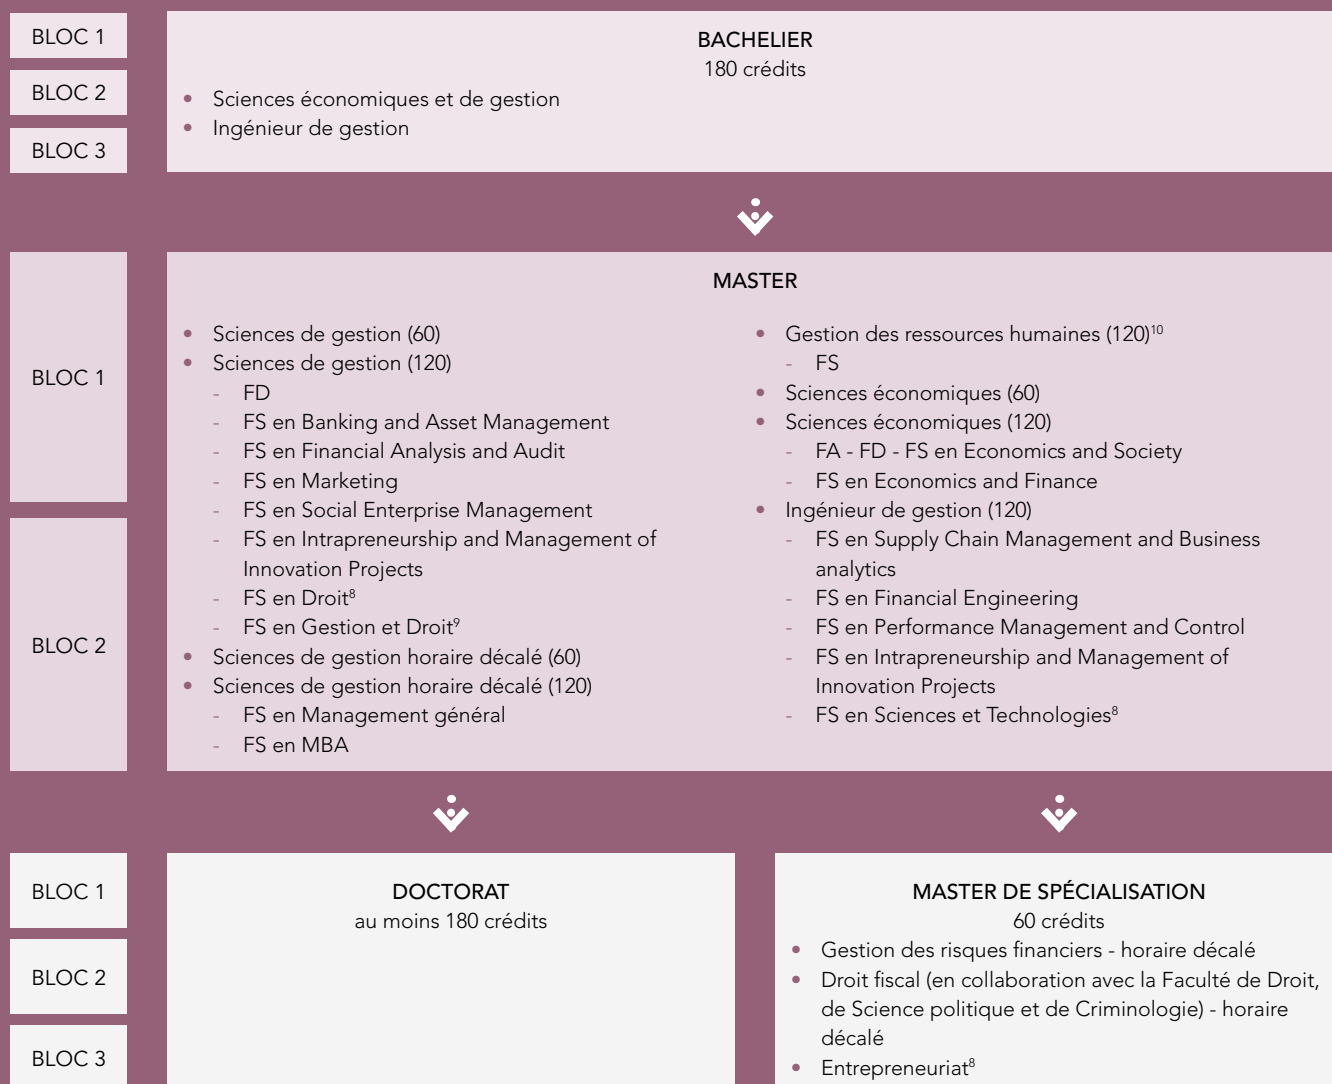 BLOC 1
BLOC 2
BLOC 3
BACHELIER
180 crédits
• Sciences économiques et de gestion
• Ingénieur de gestion
BLOC 1
BLOC 2
MASTER
• Sciences de gestion (60)
• Sciences de gestion (120)
- FD
- FS en Banking and Asset Management
- FS en Financial Analysis and Audit
- FS en Marketing
- FS en Social Enterprise Management
- FS en Intrapreneurship and Management of
Innovation Projects
- FS en Droit⁸
- FS en Gestion et Droit⁹
• Sciences de gestion horaire décalé (60)
• Sciences de gestion horaire décalé (120)
- FS en Management général
- FS en MBA
• Gestion des ressources humaines (120)¹⁰
- FS
• Sciences économiques (60)
• Sciences économiques (120)
- FA - FD - FS en Economics and Society
- FS en Economics and Finance
• Ingénieur de gestion (120)
- FS en Supply Chain Management and Business
analytics
- FS en Financial Engineering
- FS en Performance Management and Control
- FS en Intrapreneurship and Management of
Innovation Projects
- FS en Sciences et Technologies⁸
BLOC 1
BLOC 2
BLOC 3
DOCTORAT
au moins 180 crédits
MASTER DE SPÉCIALISATION
60 crédits
• Gestion des risques financiers - horaire décalé
• Droit fiscal (en collaboration avec la Faculté de Droit,
de Science politique et de Criminologie) - horaire
décalé
• Entrepreneuriat⁸